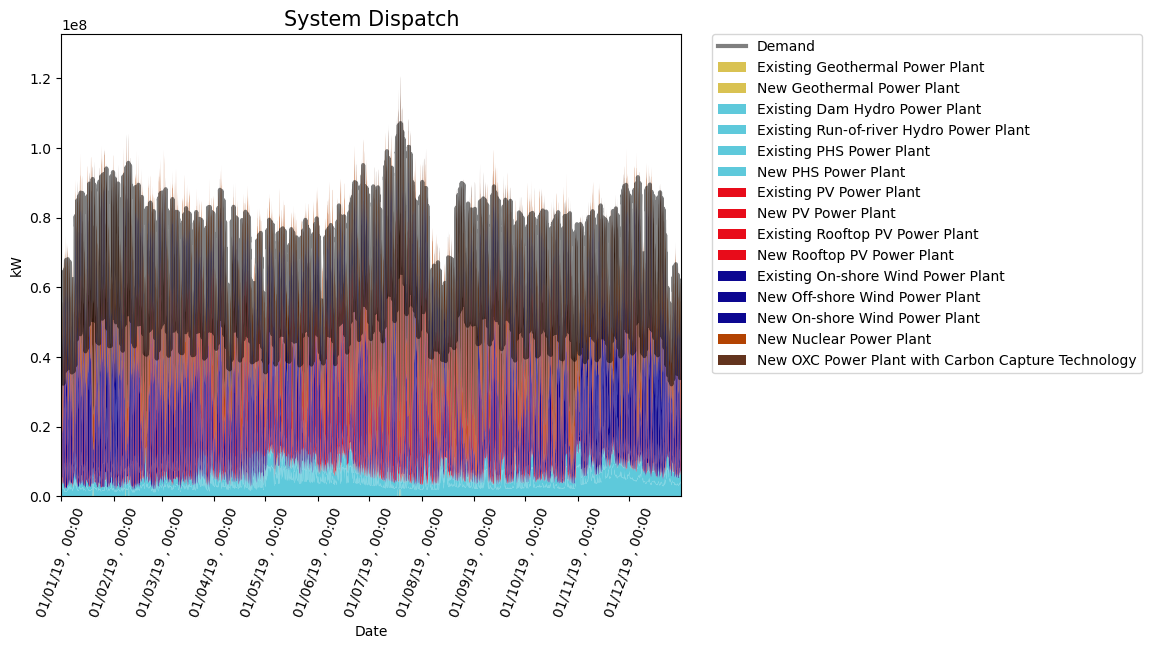 System Dispatch
1e8
kW
1.2
1.0
0.8
0.6
0.4
0.2
0.0
01/01/19 , 00:00
01/02/19 , 00:00
01/03/19 , 00:00
01/04/19 , 00:00
01/05/19 , 00:00
01/06/19 , 00:00
01/07/19 , 00:00
01/08/19 , 00:00
01/09/19 , 00:00
01/10/19 , 00:00
01/11/19 , 00:00
01/12/19 , 00:00
Date
Demand
Existing Geothermal Power Plant
New Geothermal Power Plant
Existing Dam Hydro Power Plant
Existing Run-of-river Hydro Power Plant
Existing PHS Power Plant
New PHS Power Plant
Existing PV Power Plant
New PV Power Plant
Existing Rooftop PV Power Plant
New Rooftop PV Power Plant
Existing On-shore Wind Power Plant
New Off-shore Wind Power Plant
New On-shore Wind Power Plant
New Nuclear Power Plant
New OXC Power Plant with Carbon Capture Technology